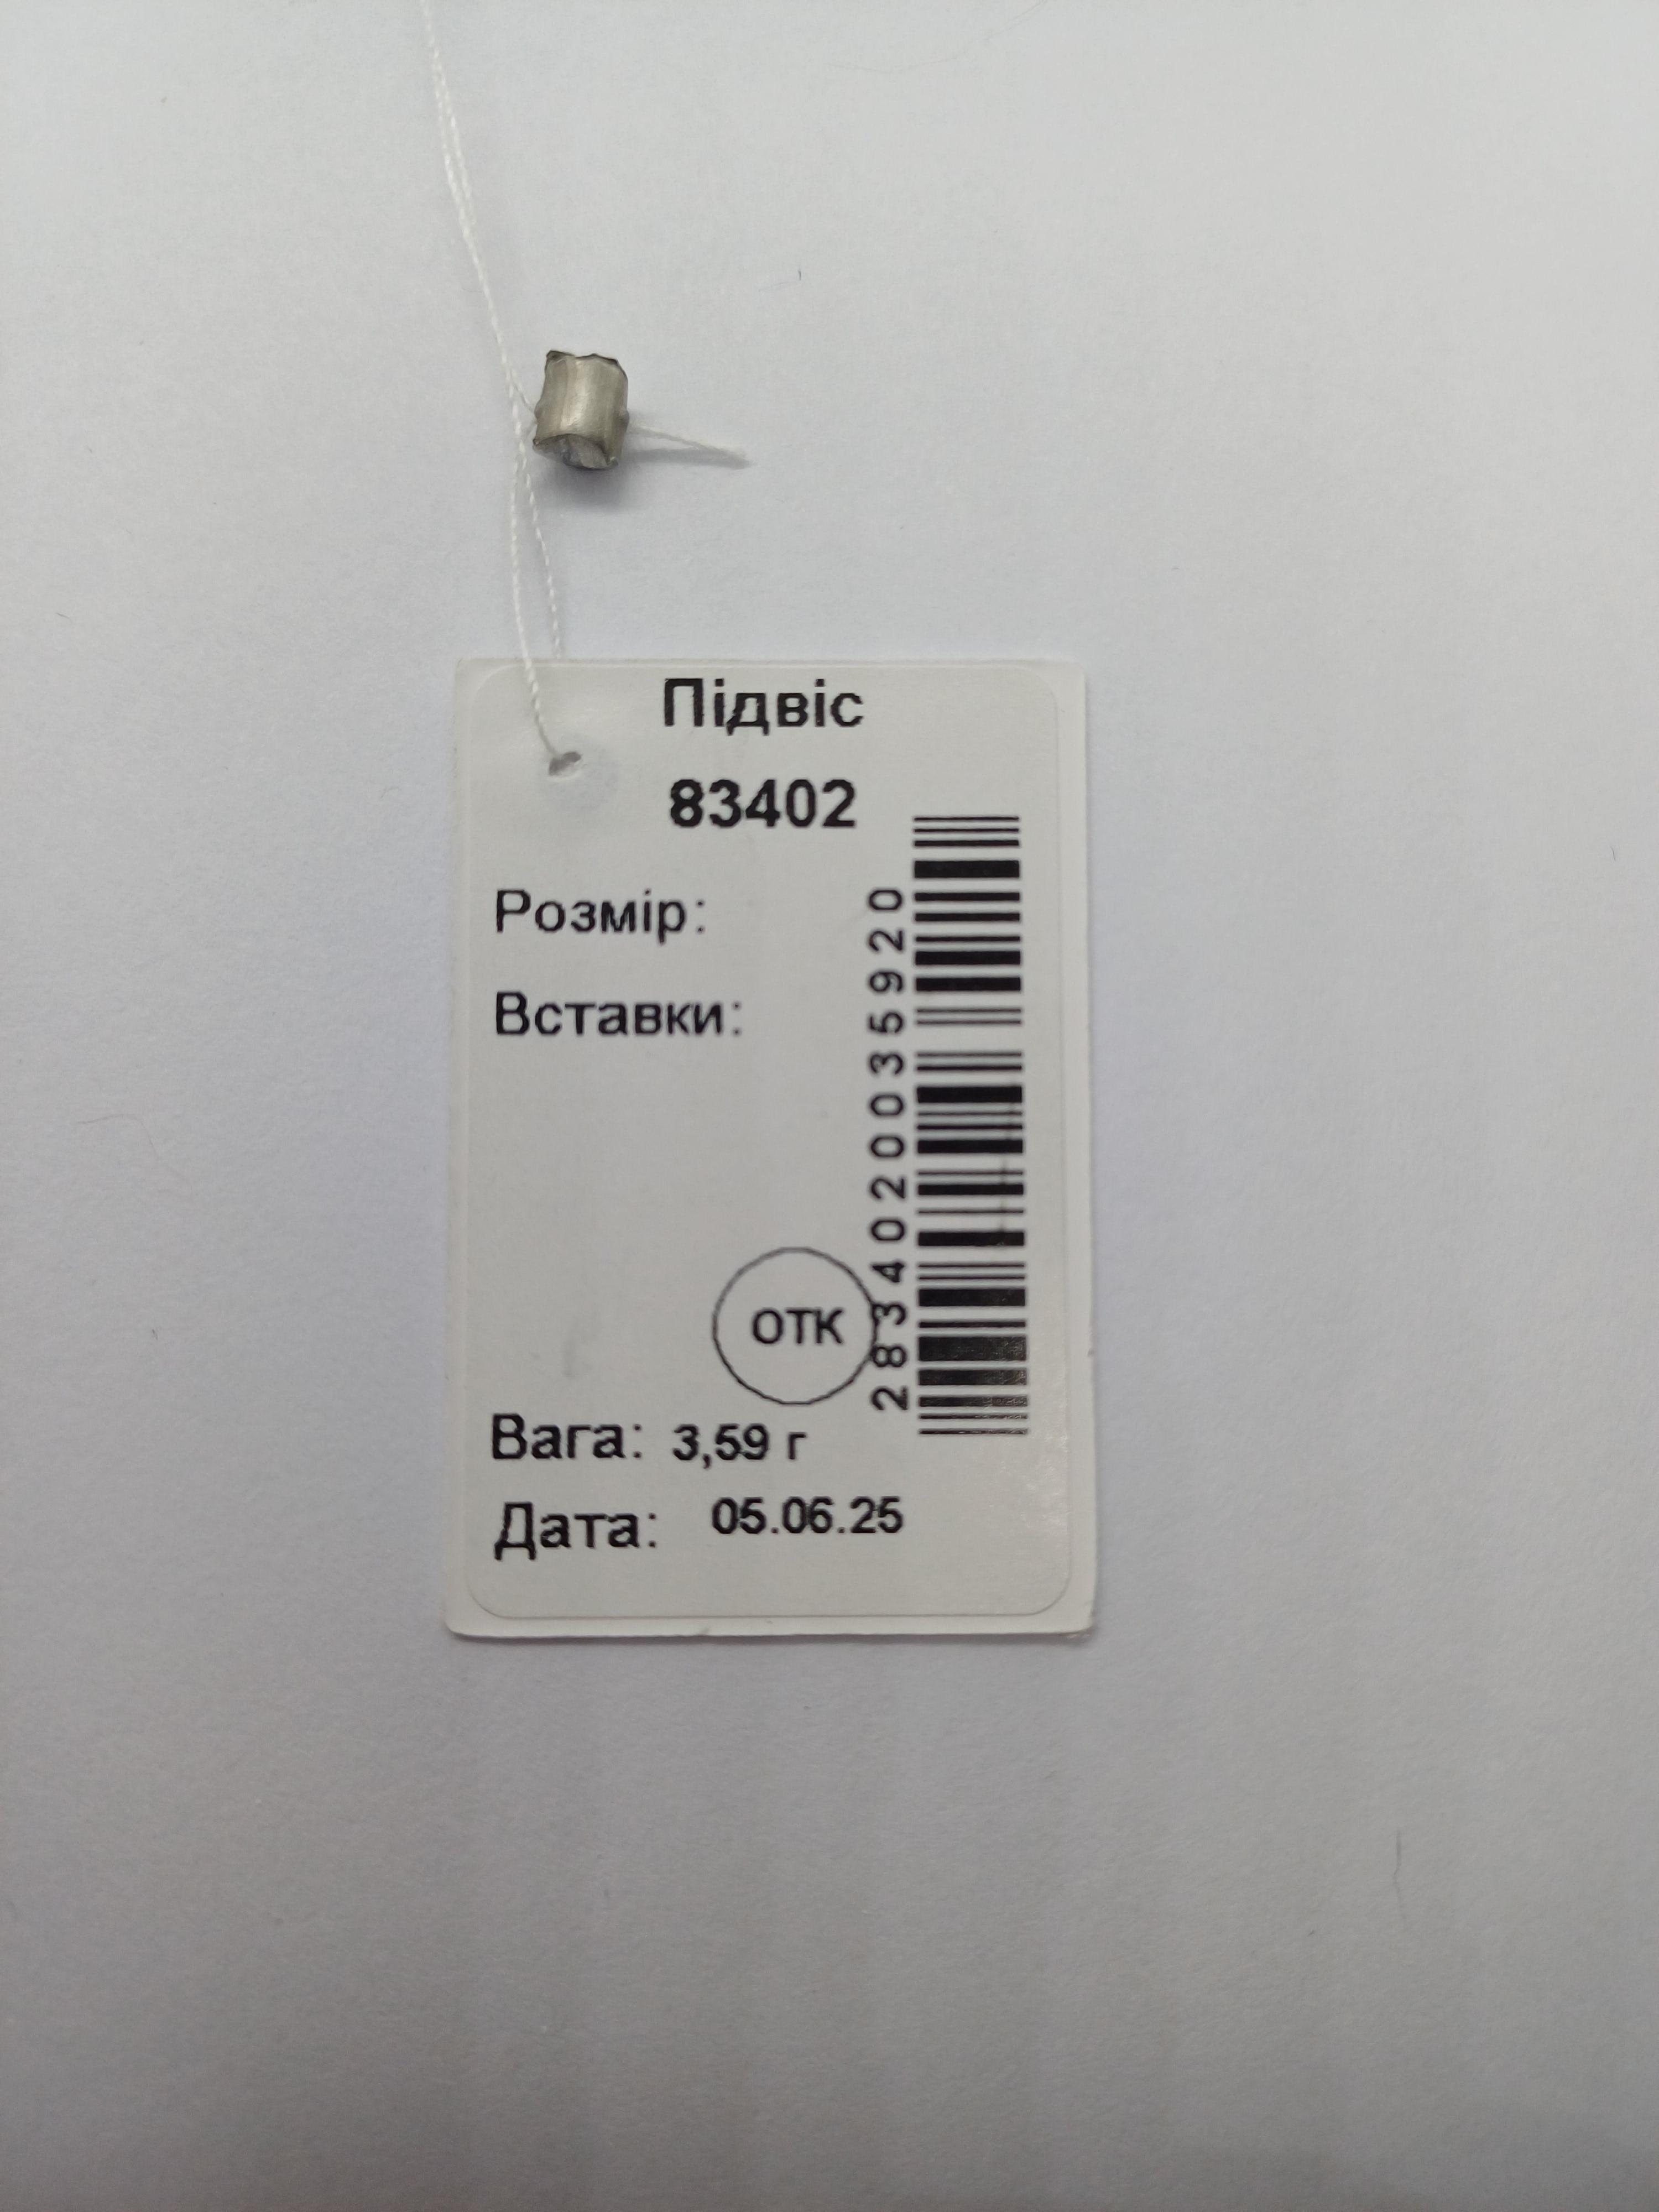 Підвіс
83402
Розмір:
Вставки:
2834020035920
ОТК
Вага: 3,59 г
Дата: 05.06.25